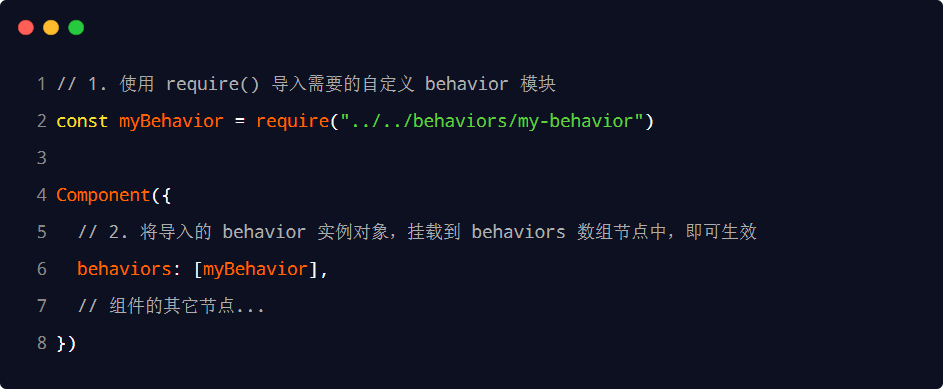 1 // 1. 使用 require() 导入需要的自定义 behavior 模块
2 const myBehavior = require("../../behaviors/my-behavior")
3
4 Component({
5   // 2. 将导入的 behavior 实例对象，挂载到 behaviors 数组节点中，即可生效
6   behaviors: [myBehavior],
7   // 组件的其它节点...
8 })